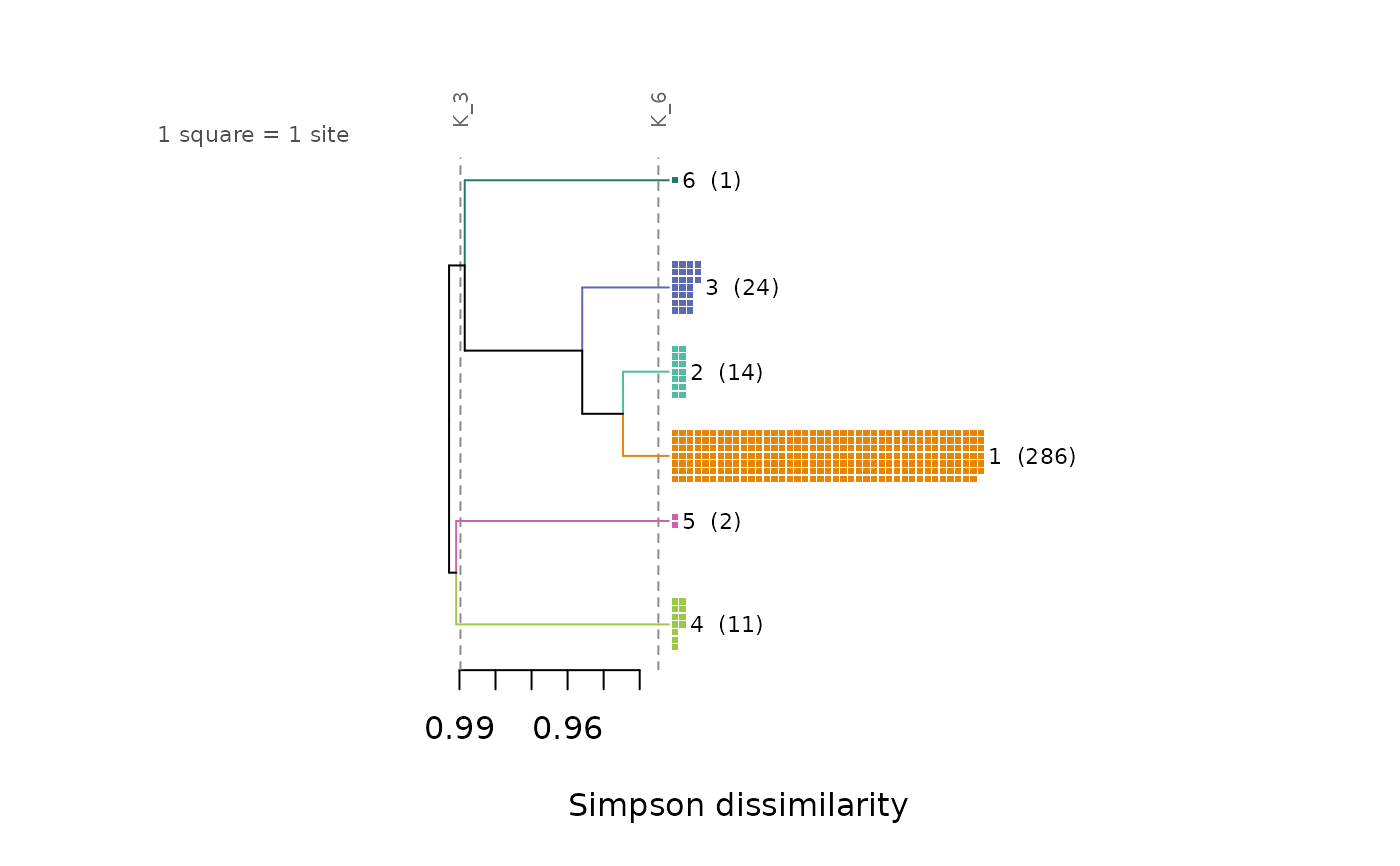 K_3
K_6
1 square = 1 site
6 (1)
3 (24)
2 (14)
1 (286)
5 (2)
4 (11)
0.99
0.96
Simpson dissimilarity